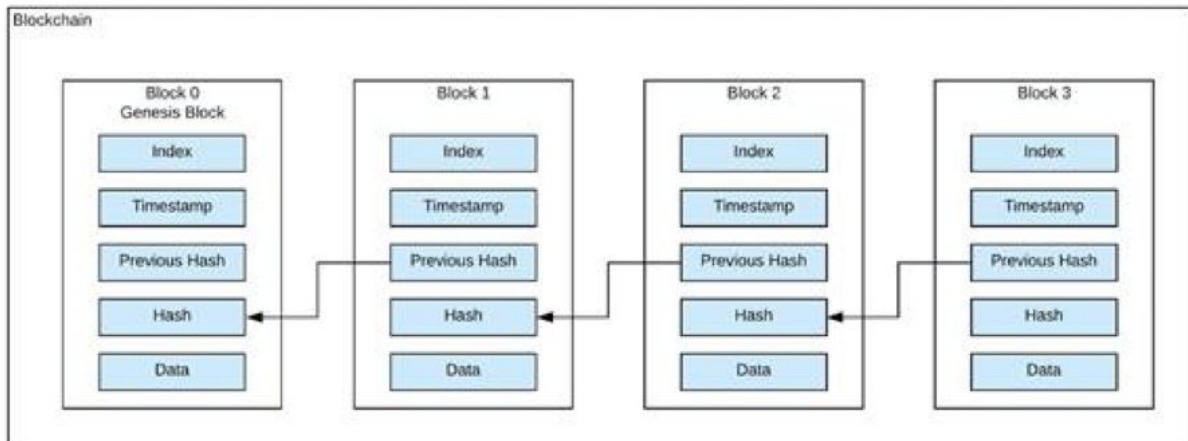 Blockchain
Block 0
Genesis Block
Index
Timestamp
Previous Hash
Hash
Data
Block 1
Index
Timestamp
Previous Hash
Hash
Data
Block 2
Index
Timestamp
Previous Hash
Hash
Data
Block 3
Index
Timestamp
Previous Hash
Hash
Data